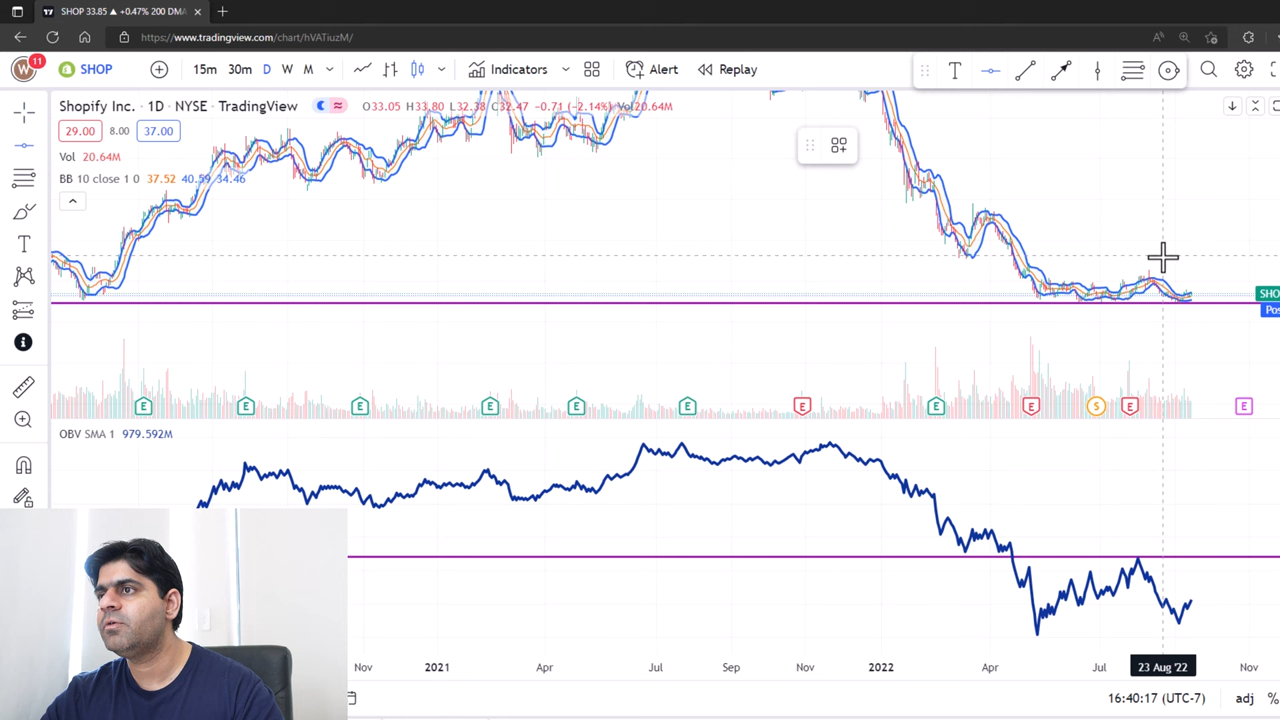 SHOP 33.85 ▲ +0.47% 200 DMA
https://www.tradingview.com/chart/hVATiuzM/
W 11 SHOP 15m 30m D W M Indicators Alert Replay
Shopify Inc. · 1D · NYSE · TradingView O33.05 H33.80 L32.38 C32.47 −0.71 (−2.14%) Vol20.64M
29.00 8.00 37.00
Vol 20.64M
BB 10 close 1 0 37.52 40.59 34.46
SHO
Pos
E E E E E E E E E S E E
OBV SMA 1 979.592M
Nov 2021 Apr Jul Sep Nov 2022 Apr Jul 23 Aug '22 Nov
16:40:17 (UTC-7) adj %